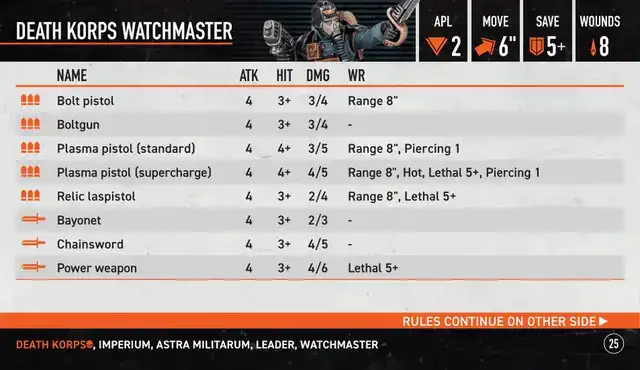 DEATH KORPS WATCHMASTER
APL 2
MOVE 6"
SAVE 5+
WOUNDS 8
NAME ATK HIT DMG WR
Bolt pistol 4 3+ 3/4 Range 8"
Boltgun 4 3+ 3/4 -
Plasma pistol (standard) 4 4+ 3/5 Range 8", Piercing 1
Plasma pistol (supercharge) 4 4+ 4/5 Range 8", Hot, Lethal 5+, Piercing 1
Relic laspistol 4 3+ 2/4 Range 8", Lethal 5+
Bayonet 4 3+ 2/3 -
Chainsword 4 3+ 4/5 -
Power weapon 4 3+ 4/6 Lethal 5+
RULES CONTINUE ON OTHER SIDE ▶
DEATH KORPS, IMPERIUM, ASTRA MILITARUM, LEADER, WATCHMASTER
25